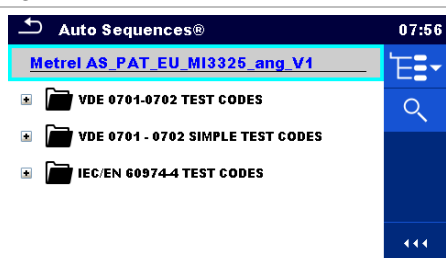 Auto Sequences® 07:56
Metrel AS_PAT_EU_MI3325_ang_V1
VDE 0701-0702 TEST CODES
VDE 0701 - 0702 SIMPLE TEST CODES
IEC/EN 60974-4 TEST CODES